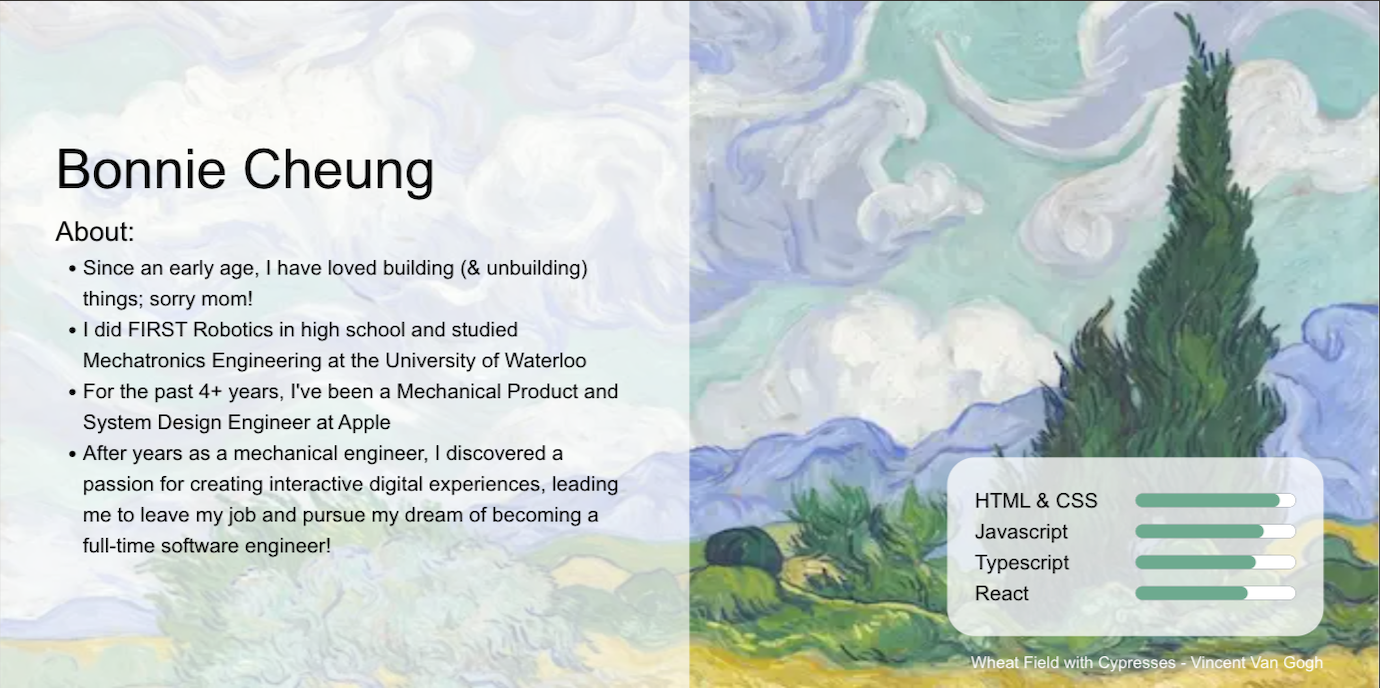 Bonnie Cheung
About:
• Since an early age, I have loved building (& unbuilding)
things; sorry mom!
• I did FIRST Robotics in high school and studied
Mechatronics Engineering at the University of Waterloo
• For the past 4+ years, I've been a Mechanical Product and
System Design Engineer at Apple
• After years as a mechanical engineer, I discovered a
passion for creating interactive digital experiences, leading
me to leave my job and pursue my dream of becoming a
full-time software engineer!
HTML & CSS
Javascript
Typescript
React
Wheat Field with Cypresses - Vincent Van Gogh